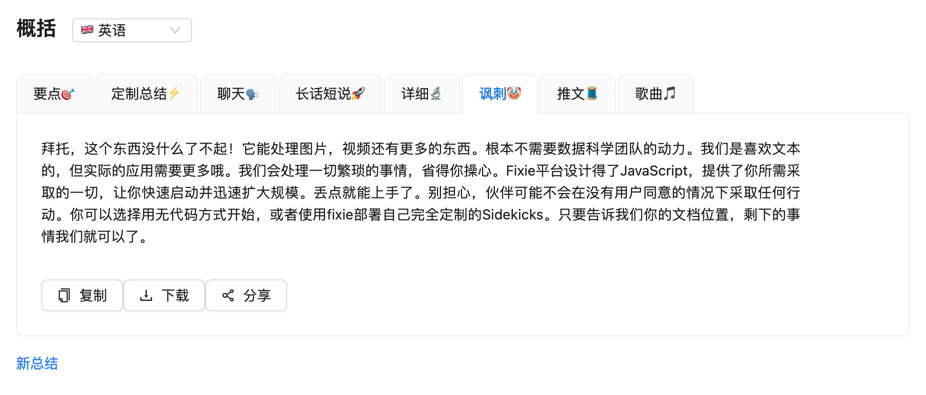 概括 🇬🇧 英语
要点🎯 定制总结⚡ 聊天🗣️ 长话短说🚀 详细🔬 讽刺🤡 推文🧵 歌曲🎵
拜托，这个东西没什么了不起！它能处理图片，视频还有更多的东西。根本不需要数据科学团队的动力。我们是喜欢文本
的，但实际的应用需要更多哦。我们会处理一切繁琐的事情，省得你操心。Fixie平台设计得了JavaScript，提供了你所需采
取的一切，让你快速启动并迅速扩大规模。丢点就能上手了。别担心，伙伴可能不会在没有用户同意的情况下采取任何行
动。你可以选择用无代码方式开始，或者使用fixie部署自己完全定制的Sidekicks。只要告诉我们你的文档位置，剩下的事
情我们就可以了。
复制 下载 分享
新总结